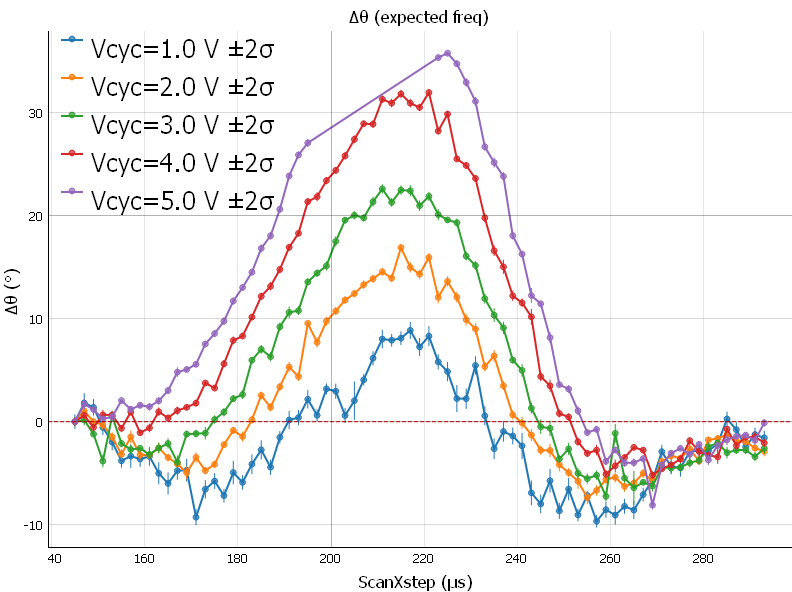 Δθ (expected freq)
Vcyc=1.0 V ±2σ
Vcyc=2.0 V ±2σ
Vcyc=3.0 V ±2σ
Vcyc=4.0 V ±2σ
Vcyc=5.0 V ±2σ
30
20
10
0
-10
Δθ (°)
40 160 180 200 220 240 260 280
ScanXstep (µs)